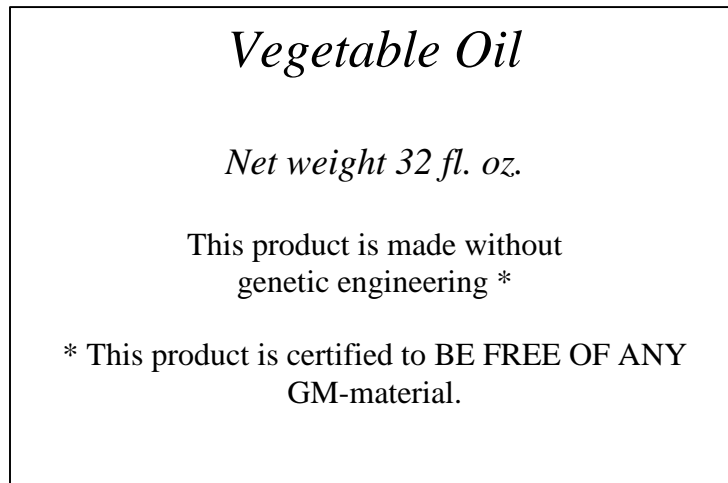 Vegetable Oil
Net weight 32 fl. oz.
This product is made without
genetic engineering *
* This product is certified to BE FREE OF ANY
GM-material.